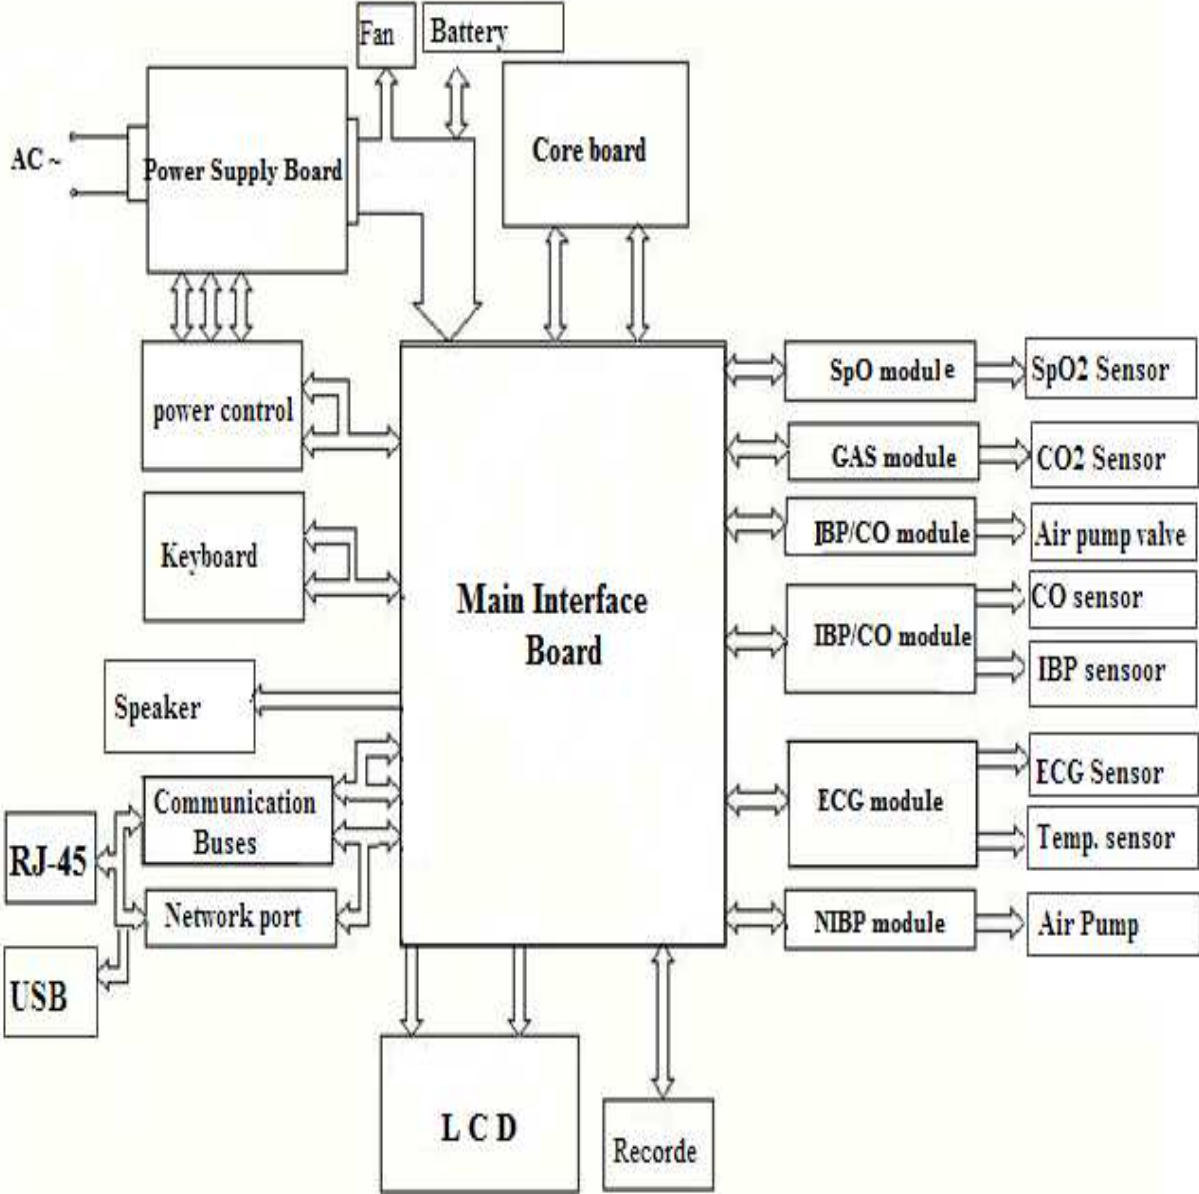 Fan
Battery
Core board
AC ~
Power Supply Board
power control
Keyboard
Speaker
Communication
Buses
RJ-45
Network port
USB
Main Interface
Board
SpO module
SpO2 Sensor
GAS module
CO2 Sensor
IBP/CO module
Air pump valve
IBP/CO module
CO sensor
IBP sensoor
ECG module
ECG Sensor
Temp. sensor
NIBP module
Air Pump
L C D
Recorde